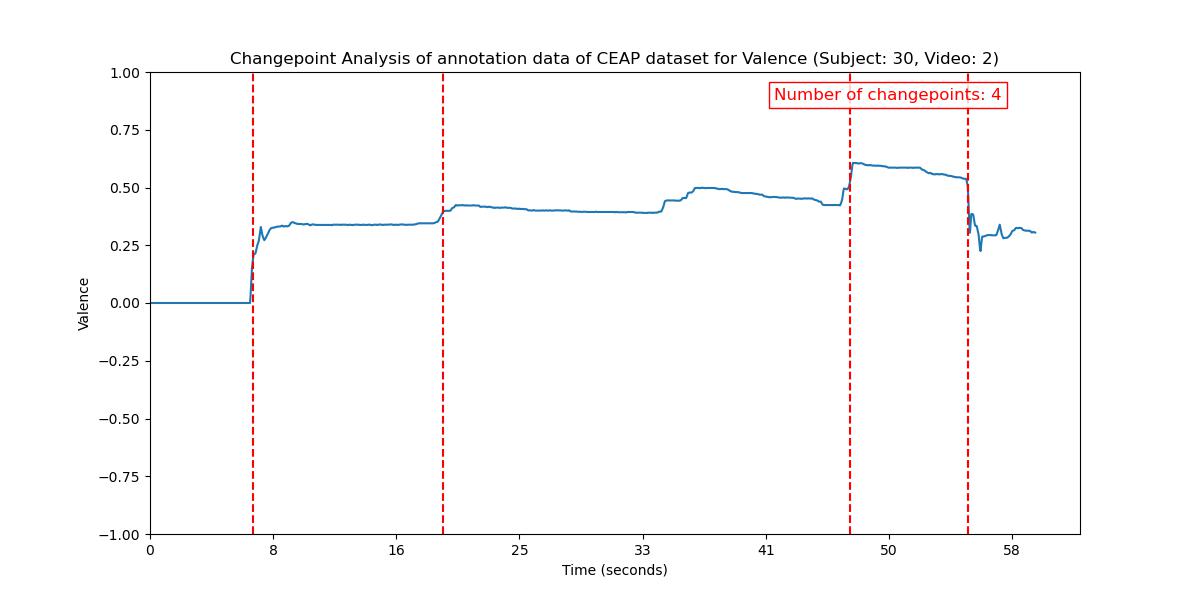 Changepoint Analysis of annotation data of CEAP dataset for Valence (Subject: 30, Video: 2)
Number of changepoints: 4
1.00
0.75
0.50
0.25
0.00
−0.25
−0.50
−0.75
−1.00
Valence
0 8 16 25 33 41 50 58
Time (seconds)